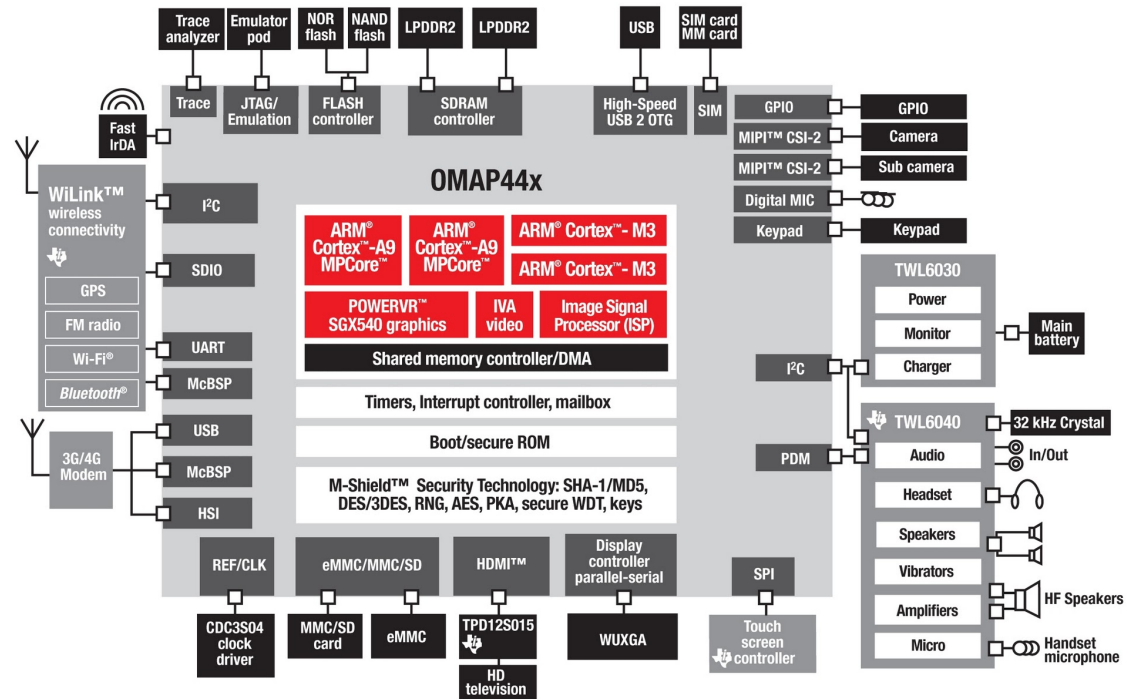 Trace
analyzer
Emulator
pod
NOR
flash
NAND
flash
LPDDR2
LPDDR2
USB
SIM card
MM card
Trace
JTAG/
Emulation
FLASH
controller
SDRAM
controller
High-Speed
USB 2 OTG
SIM
GPIO
GPIO
MIPI™ CSI-2
Camera
MIPI™ CSI-2
Sub camera
Digital MIC
Keypad
Keypad
Fast
IrDA
WiLink™
wireless
connectivity
GPS
FM radio
Wi-Fi®
Bluetooth®
I²C
SDIO
UART
McBSP
3G/4G
Modem
USB
McBSP
HSI
OMAP44x
ARM®
Cortex™-A9
MPCore™
ARM®
Cortex™-A9
MPCore™
ARM® Cortex™- M3
ARM® Cortex™- M3
POWERVR™
SGX540 graphics
IVA
video
Image Signal
Processor (ISP)
Shared memory controller/DMA
Timers, Interrupt controller, mailbox
Boot/secure ROM
M-Shield™ Security Technology: SHA-1/MD5,
DES/3DES, RNG, AES, PKA, secure WDT, keys
I²C
PDM
TWL6030
Power
Monitor
Charger
Main
battery
TWL6040
32 kHz Crystal
Audio
In/Out
Headset
Speakers
Vibrators
Amplifiers
HF Speakers
Micro
Handset
microphone
REF/CLK
eMMC/MMC/SD
HDMI™
Display
controller
parallel-serial
SPI
CDC3S04
clock
driver
MMC/SD
card
eMMC
TPD12S015
HD
television
WUXGA
Touch
screen
controller